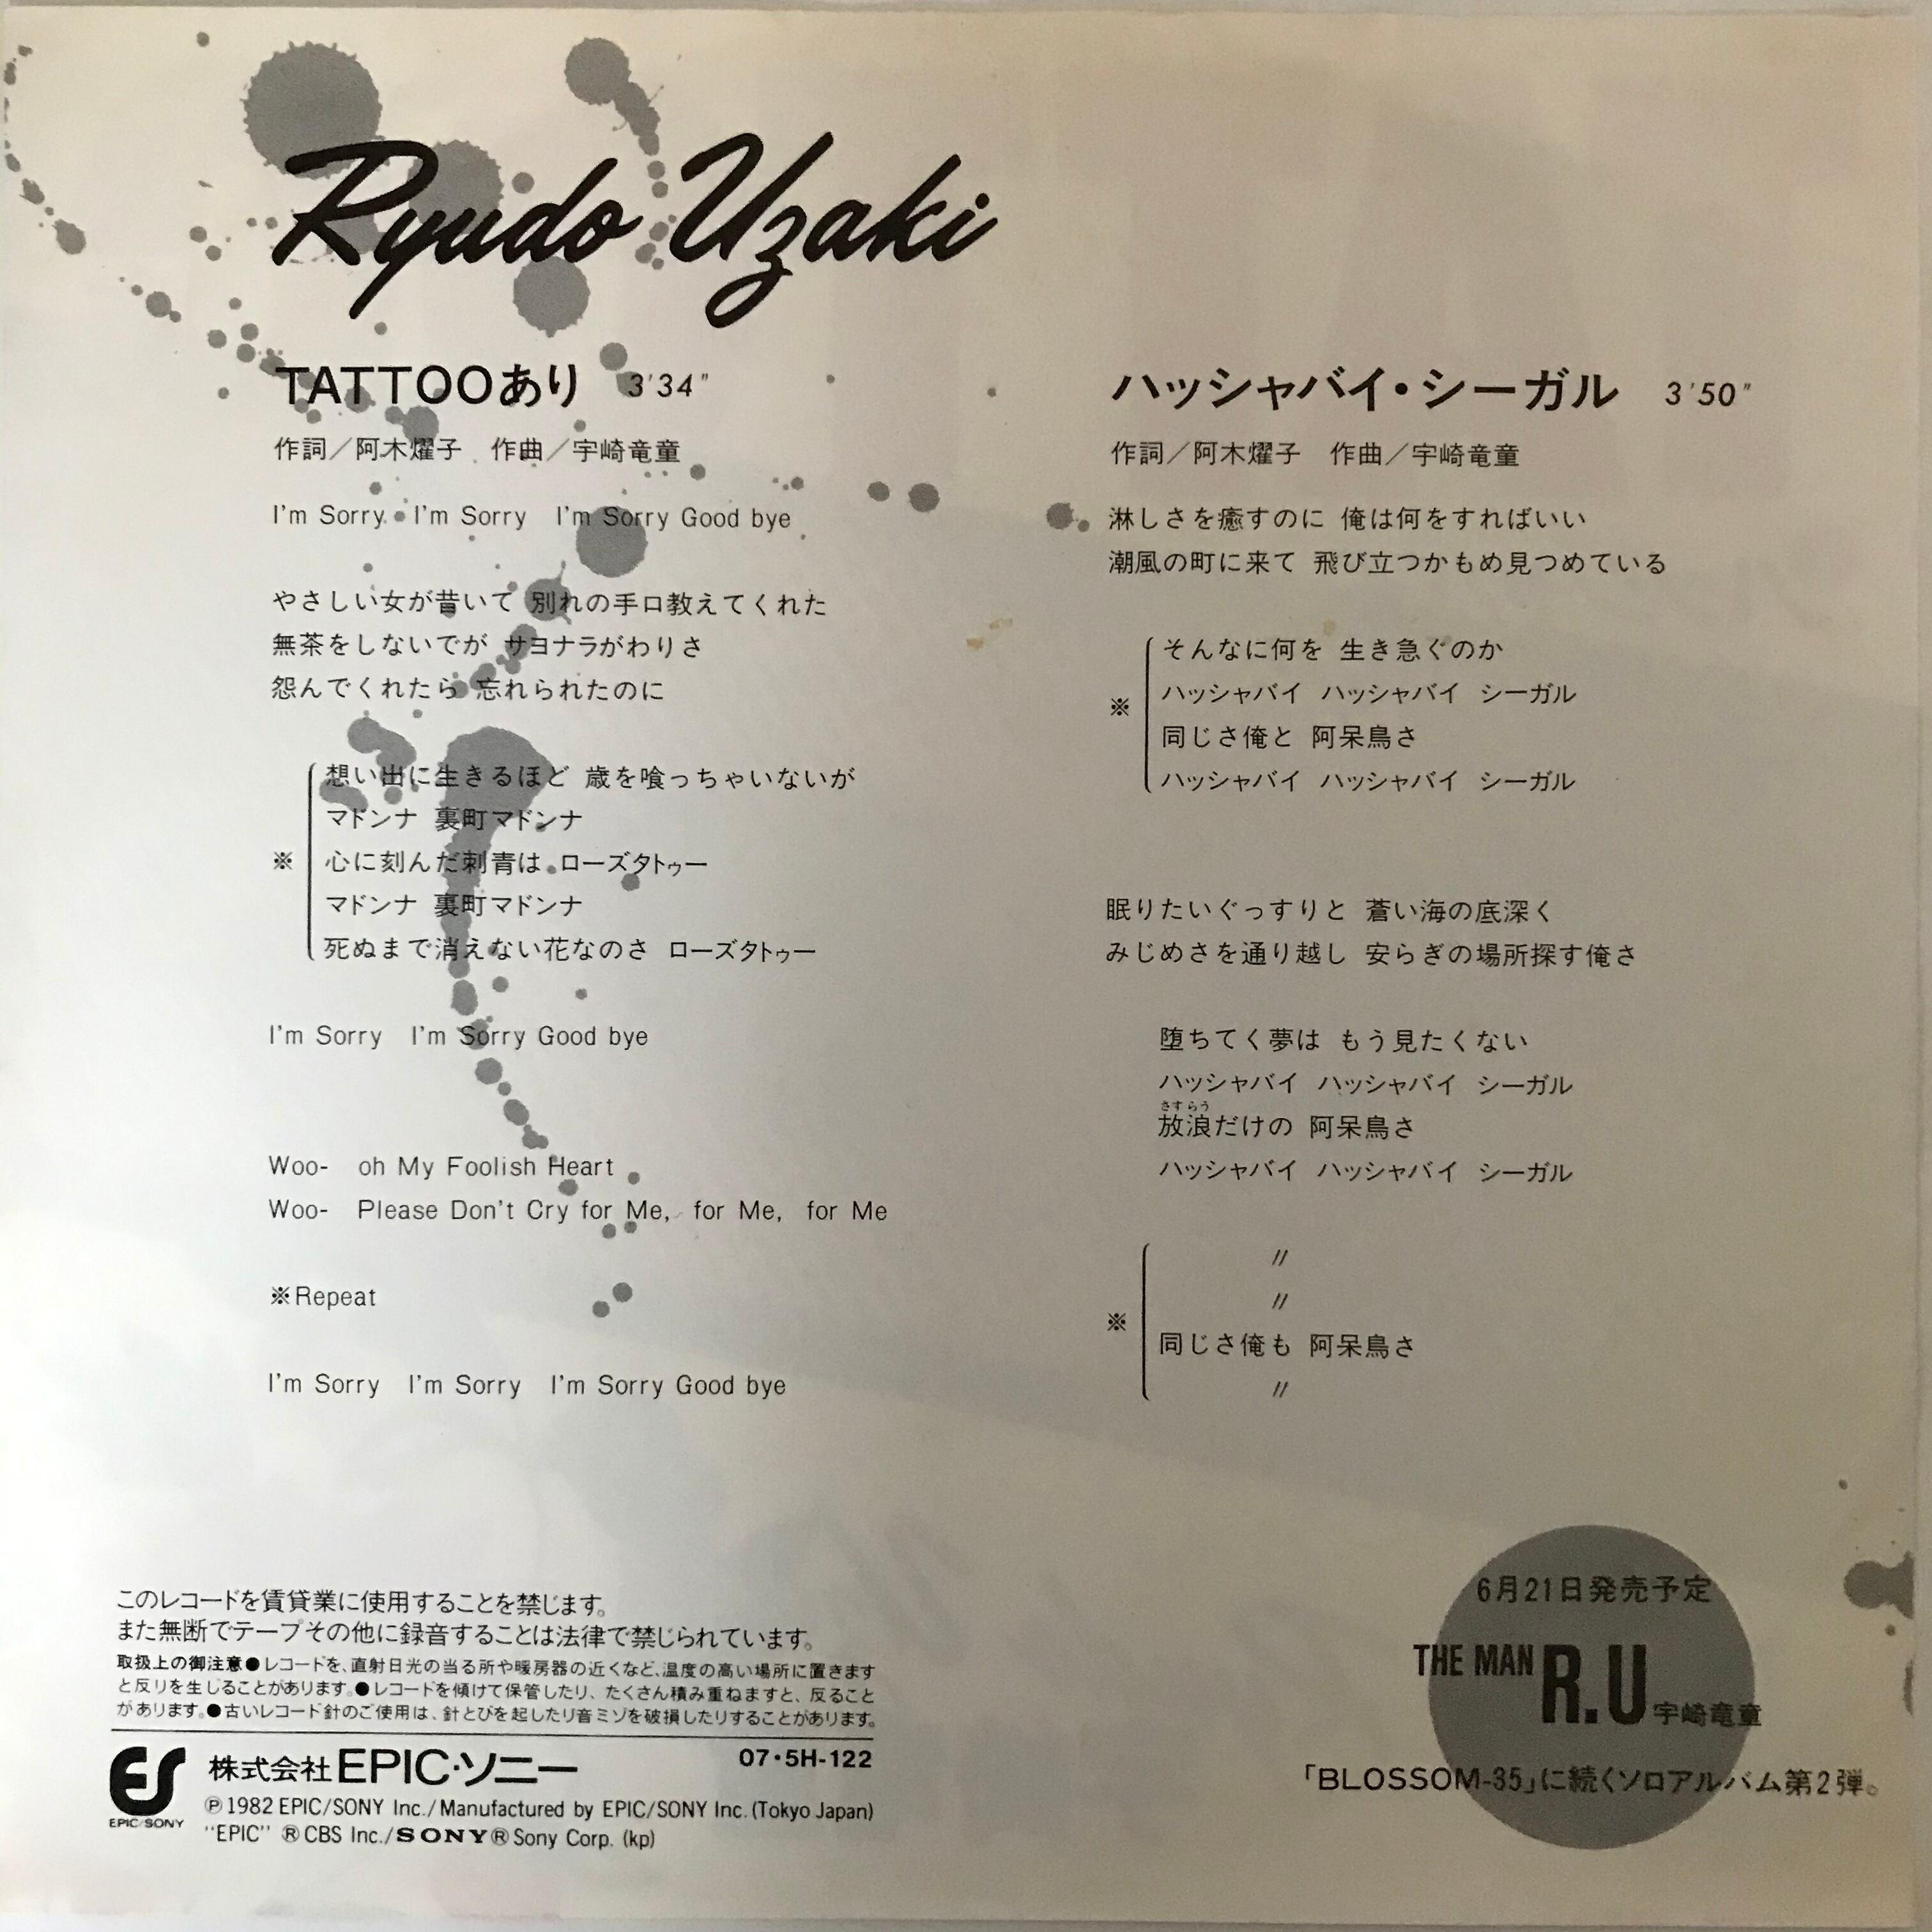 Ryudo Uzaki
TATTOOあり 3'34"
作詞／阿木燿子 作曲／宇崎竜童
I'm Sorry I'm Sorry I'm Sorry Good bye
やさしい女が昔いて 別れの手口教えてくれた
無茶をしないでが サヨナラがわりさ
怨んでくれたら 忘れられたのに
想い出に生きるほど 歳を喰っちゃいないが
マドンナ 裏町マドンナ
※ 心に刻んだ刺青は ローズタトゥー
マドンナ 裏町マドンナ
死ぬまで消えない花なのさ ローズタトゥー
I'm Sorry I'm Sorry Good bye
Woo- oh My Foolish Heart
Woo- Please Don't Cry for Me, for Me, for Me
※Repeat
I'm Sorry I'm Sorry I'm Sorry Good bye
ハッシャバイ・シーガル 3'50"
作詞／阿木燿子 作曲／宇崎竜童
淋しさを癒すのに 俺は何をすればいい
潮風の町に来て 飛び立つかもめ見つめている
そんなに何を 生き急ぐのか
ハッシャバイ ハッシャバイ シーガル
※
同じさ俺と 阿呆鳥さ
ハッシャバイ ハッシャバイ シーガル
眠りたいぐっすりと 蒼い海の底深く
みじめさを通り越し 安らぎの場所探す俺さ
堕ちてく夢は もう見たくない
ハッシャバイ ハッシャバイ シーガル
さすらう
放浪だけの 阿呆鳥さ
ハッシャバイ ハッシャバイ シーガル
〃
〃
※
同じさ俺も 阿呆鳥さ
〃
このレコードを賃貸業に使用することを禁じます。
また無断でテープその他に録音することは法律で禁じられています。
取扱上の御注意●レコードを、直射日光の当る所や暖房器の近くなど、温度の高い場所に置きます
と反りを生じることがあります。●レコードを傾けて保管したり、たくさん積み重ねますと、反ること
があります。●古いレコード針のご使用は、針とびを起したり音ミゾを破損したりすることがあります。
株式会社EPIC・ソニー 07・5H-122
EPIC/SONY
Ⓟ1982 EPIC/SONY Inc./Manufactured by EPIC/SONY Inc. (Tokyo Japan)
"EPIC" ®CBS Inc./SONY®Sony Corp. (kp)
6月21日発売予定
THE MAN R.U 宇崎竜童
「BLOSSOM-35」に続くソロアルバム第2弾。